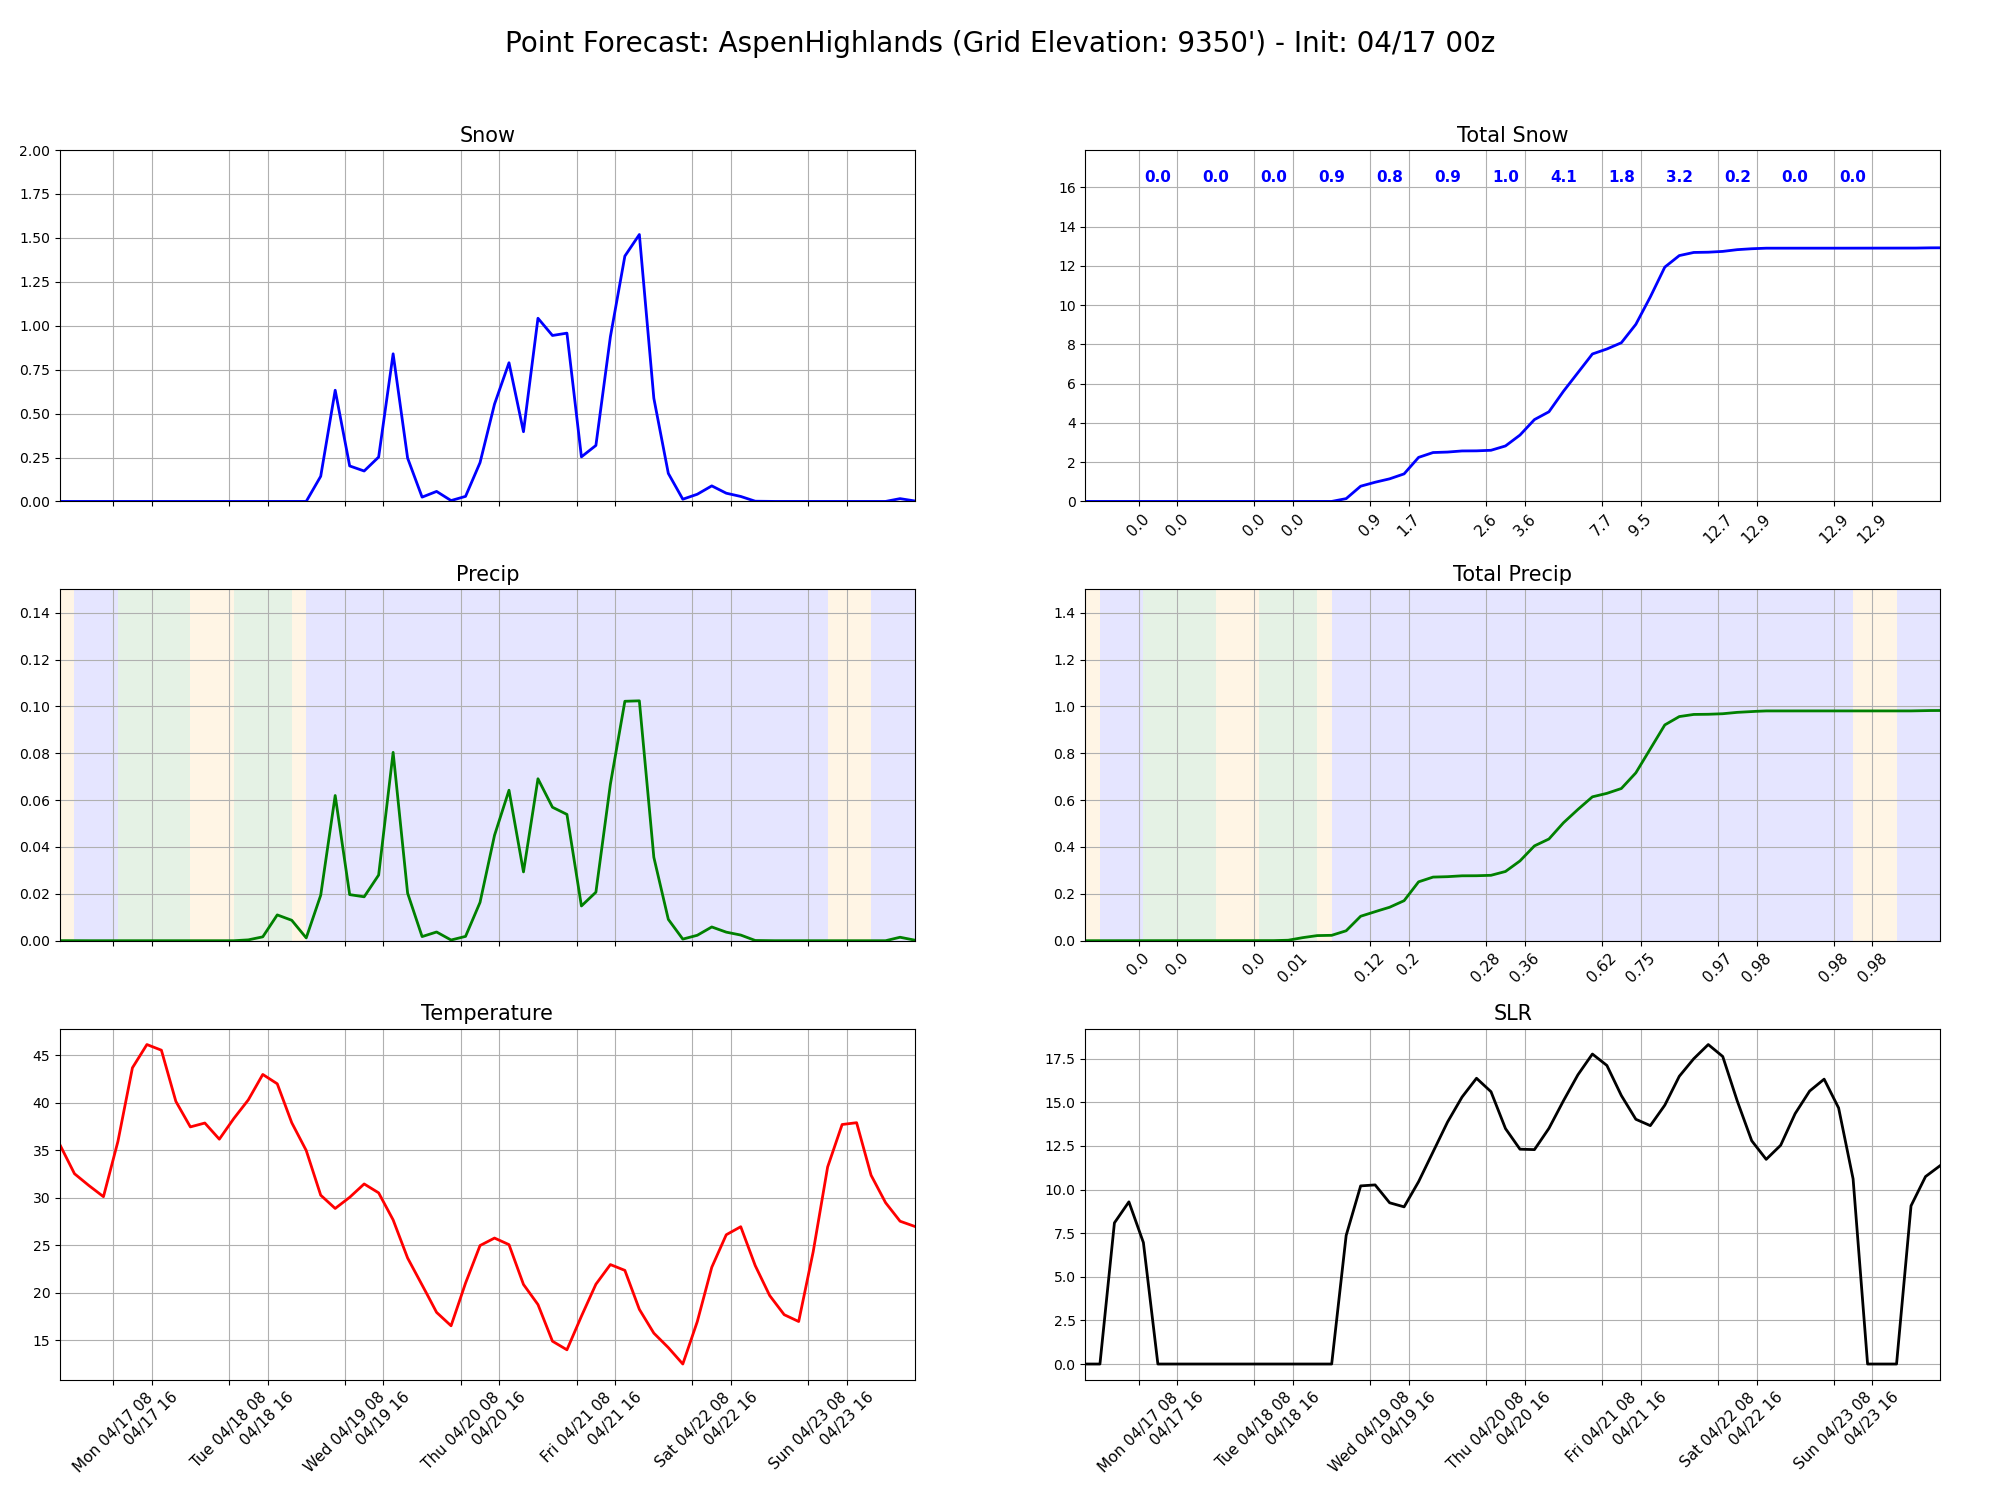 Point Forecast: AspenHighlands (Grid Elevation: 9350') - Init: 04/17 00z
Snow
2.00
1.75
1.50
1.25
1.00
0.75
0.50
0.25
0.00
Total Snow
0.0 0.0 0.0 0.9 0.8 0.9 1.0 4.1 1.8 3.2 0.2 0.0 0.0
16
14
12
10
8
6
4
2
0
0.0 0.0 0.0 0.0 0.9 1.7 2.6 3.6 7.7 9.5 12.7 12.9 12.9 12.9
Precip
0.14
0.12
0.10
0.08
0.06
0.04
0.02
0.00
Total Precip
1.4
1.2
1.0
0.8
0.6
0.4
0.2
0.0
0.0 0.0 0.0 0.01 0.12 0.2 0.28 0.36 0.62 0.75 0.97 0.98 0.98 0.98
Temperature
45
40
35
30
25
20
15
Mon 04/17 08
04/17 16
Tue 04/18 08
04/18 16
Wed 04/19 08
04/19 16
Thu 04/20 08
04/20 16
Fri 04/21 08
04/21 16
Sat 04/22 08
04/22 16
Sun 04/23 08
04/23 16
SLR
17.5
15.0
12.5
10.0
7.5
5.0
2.5
0.0
Mon 04/17 08
04/17 16
Tue 04/18 08
04/18 16
Wed 04/19 08
04/19 16
Thu 04/20 08
04/20 16
Fri 04/21 08
04/21 16
Sat 04/22 08
04/22 16
Sun 04/23 08
04/23 16